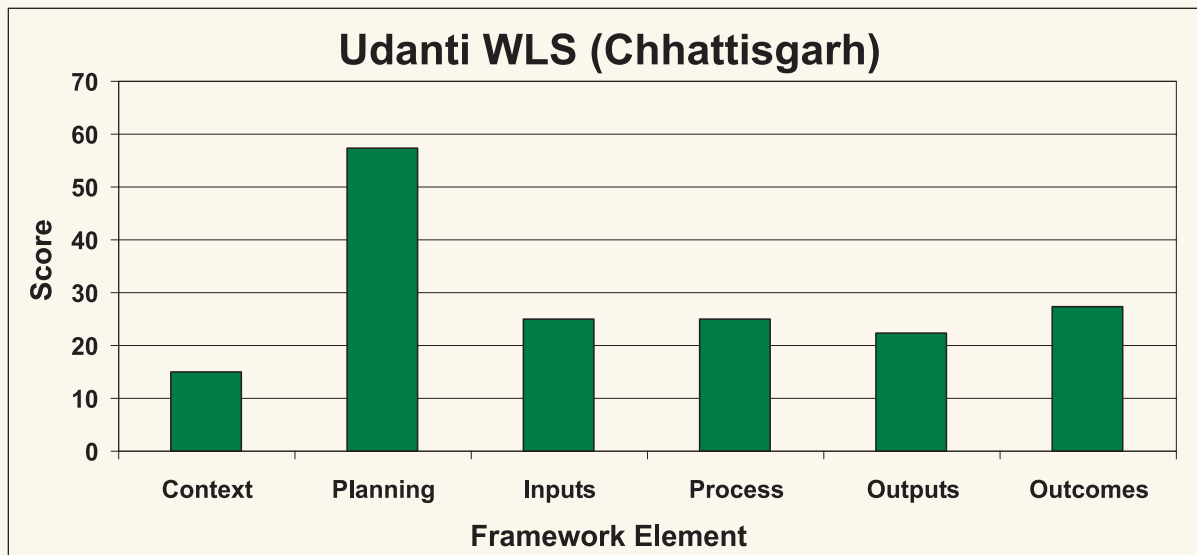 Udanti WLS (Chhattisgarh)
70
60
50
40
30
20
10
0
Score
Context Planning Inputs Process Outputs Outcomes
Framework Element